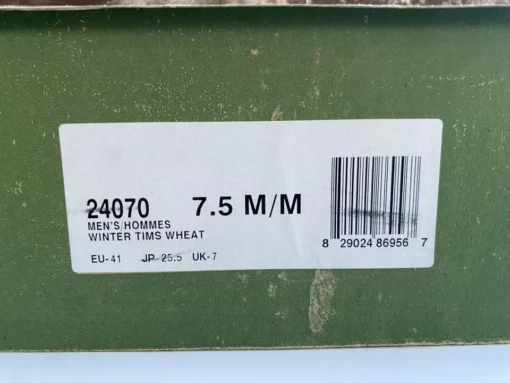 24070 7.5 M/M
MEN'S/HOMMES
WINTER TIMS WHEAT
EU-41 JP 25.5 UK-7
8 29024 86956 7